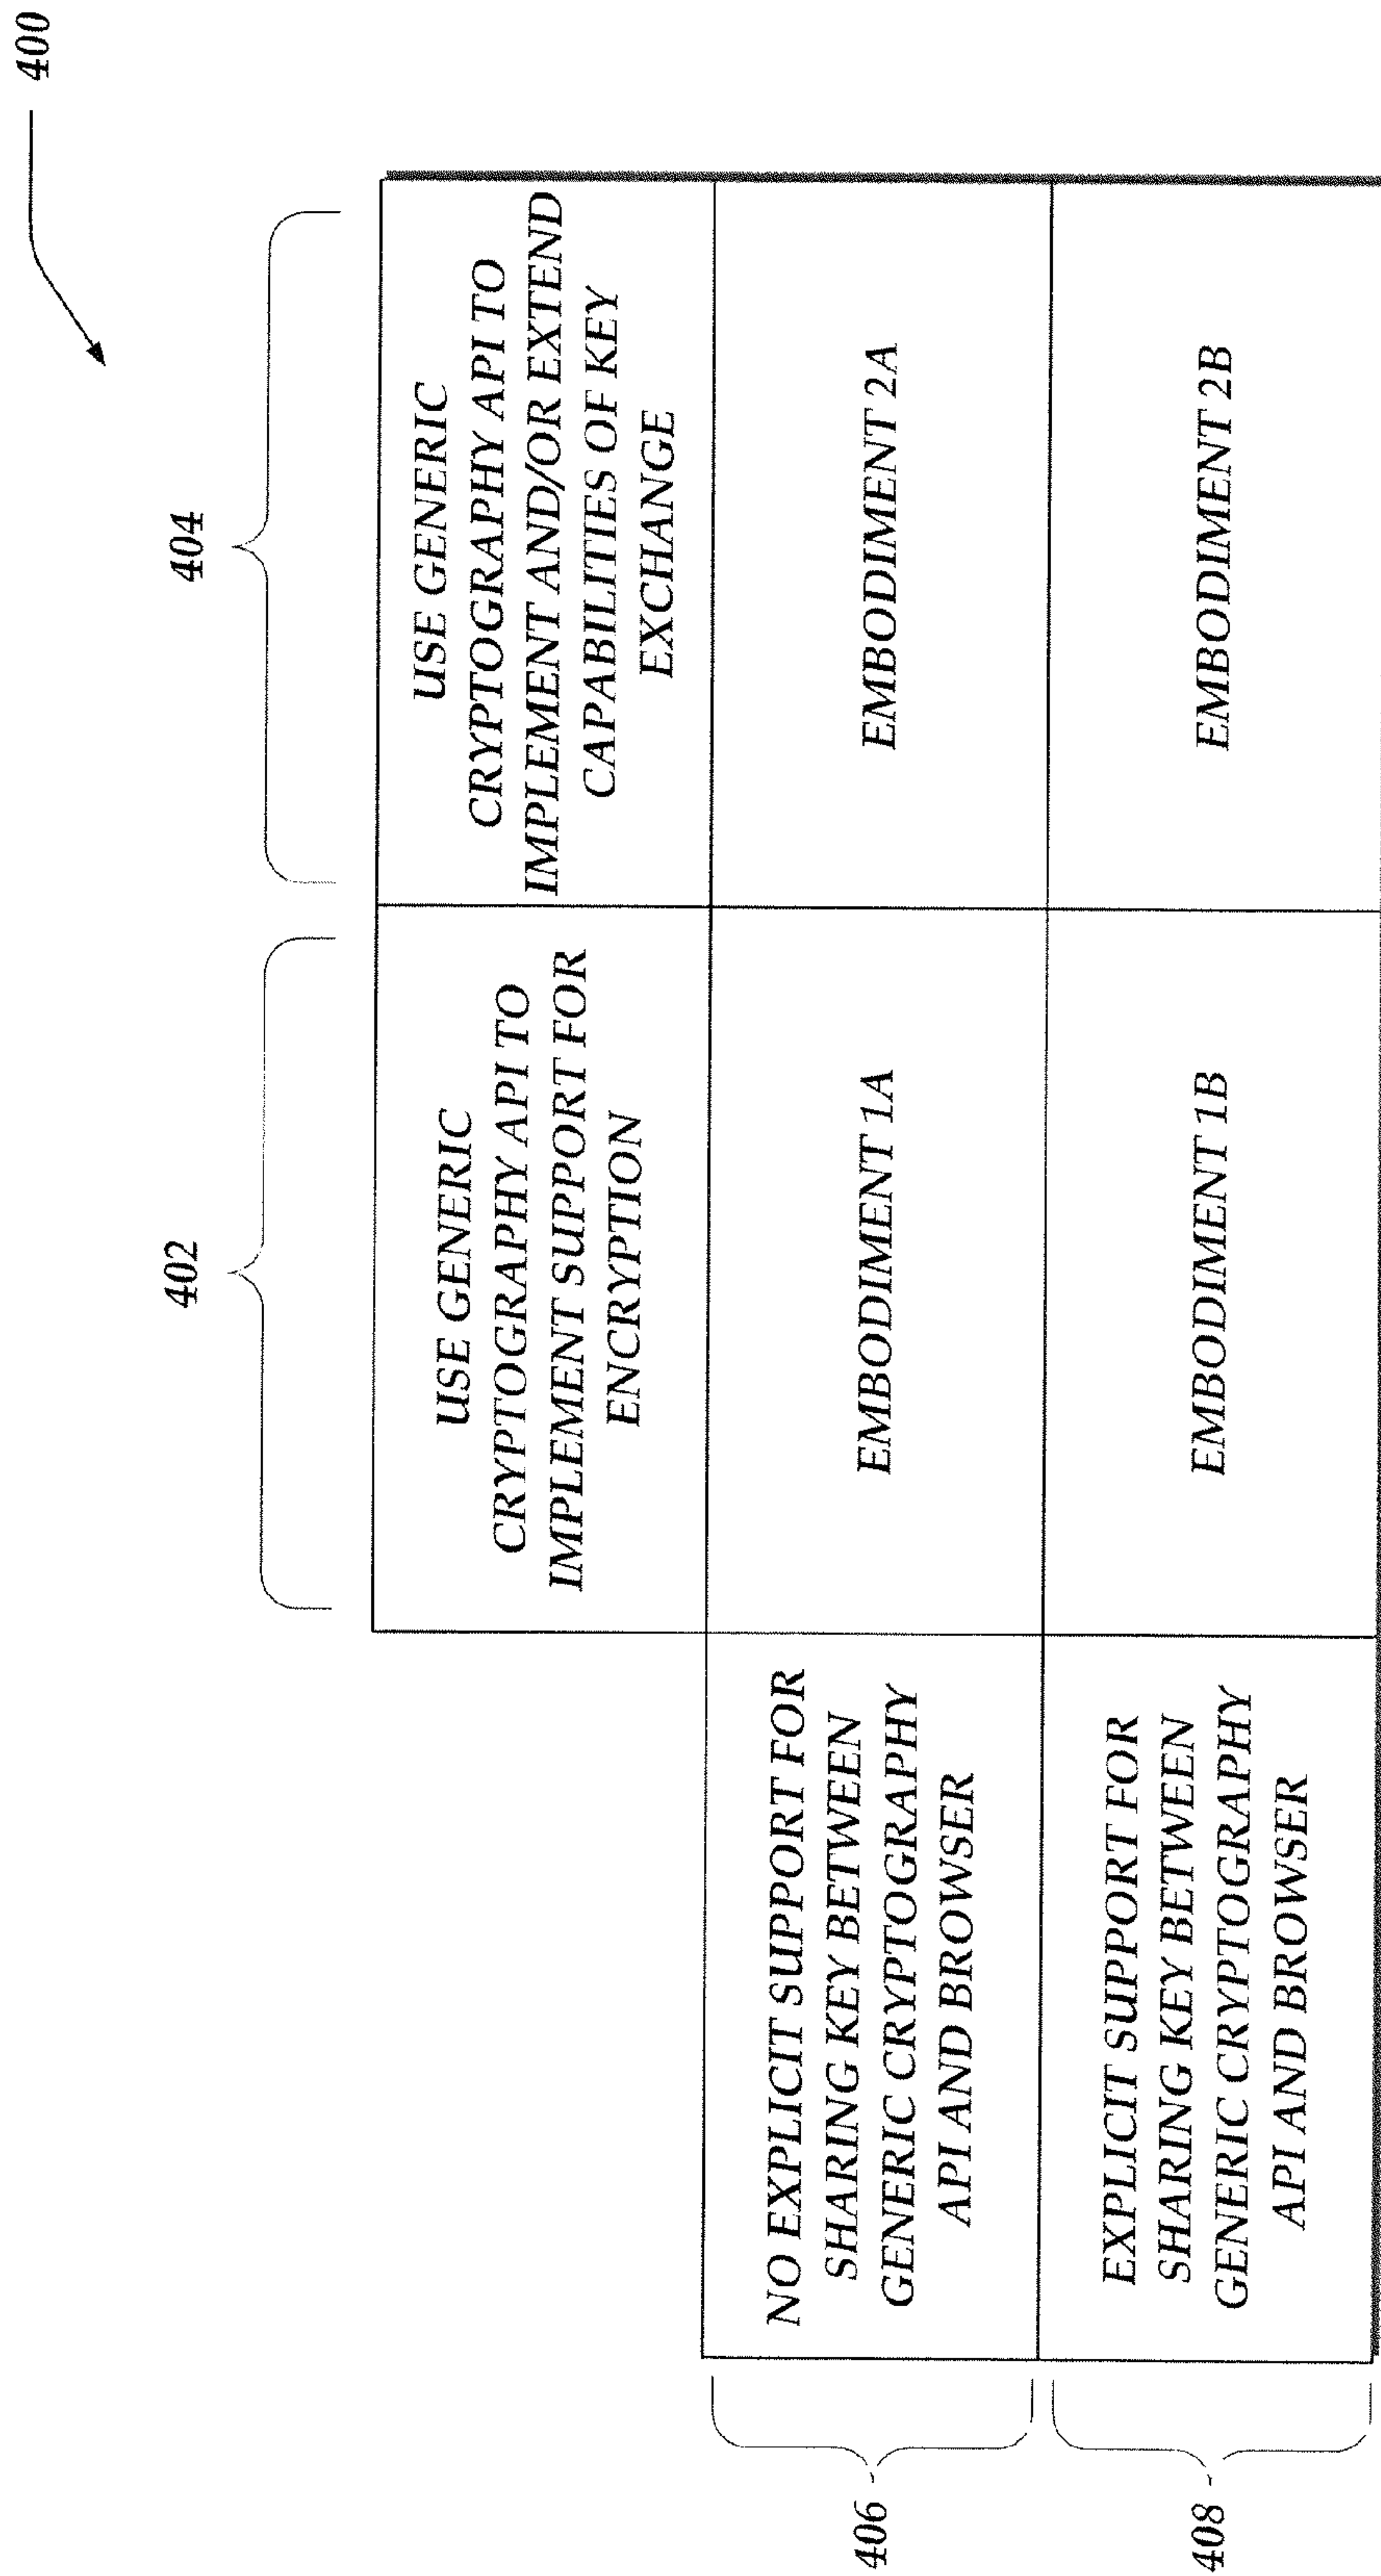 400
402
404
USE GENERIC
CRYPTOGRAPHY API TO
IMPLEMENT SUPPORT FOR
ENCRYPTION
USE GENERIC
CRYPTOGRAPHY API TO
IMPLEMENT AND/OR EXTEND
CAPABILITIES OF KEY
EXCHANGE
406
NO EXPLICIT SUPPORT FOR
SHARING KEY BETWEEN
GENERIC CRYPTOGRAPHY
API AND BROWSER
EMBODIMENT 1A
EMBODIMENT 2A
408
EXPLICIT SUPPORT FOR
SHARING KEY BETWEEN
GENERIC CRYPTOGRAPHY
API AND BROWSER
EMBODIMENT 1B
EMBODIMENT 2B